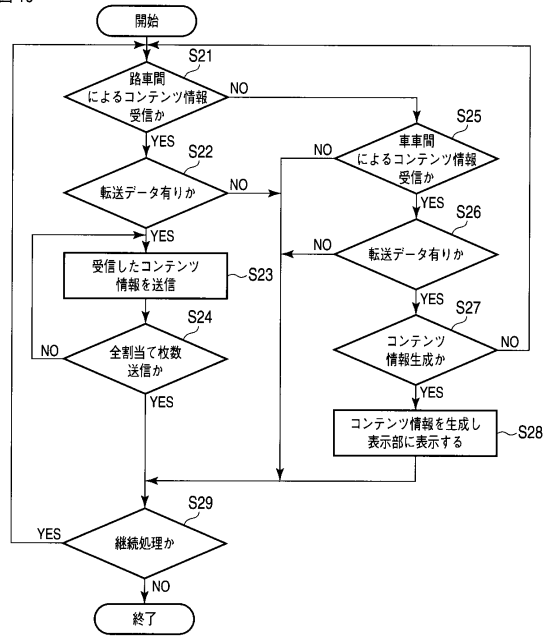 開始
S21
路車間
によるコンテンツ情報
受信か
NO
YES
S22
転送データ有りか
NO
YES
受信したコンテンツ
情報を送信
S23
S24
全割当て枚数
送信か
NO
YES
S25
車車間
によるコンテンツ情報
受信か
NO
YES
S26
転送データ有りか
NO
YES
S27
コンテンツ
情報生成か
NO
YES
コンテンツ情報を生成し
表示部に表示する
S28
S29
継続処理か
YES
NO
終了